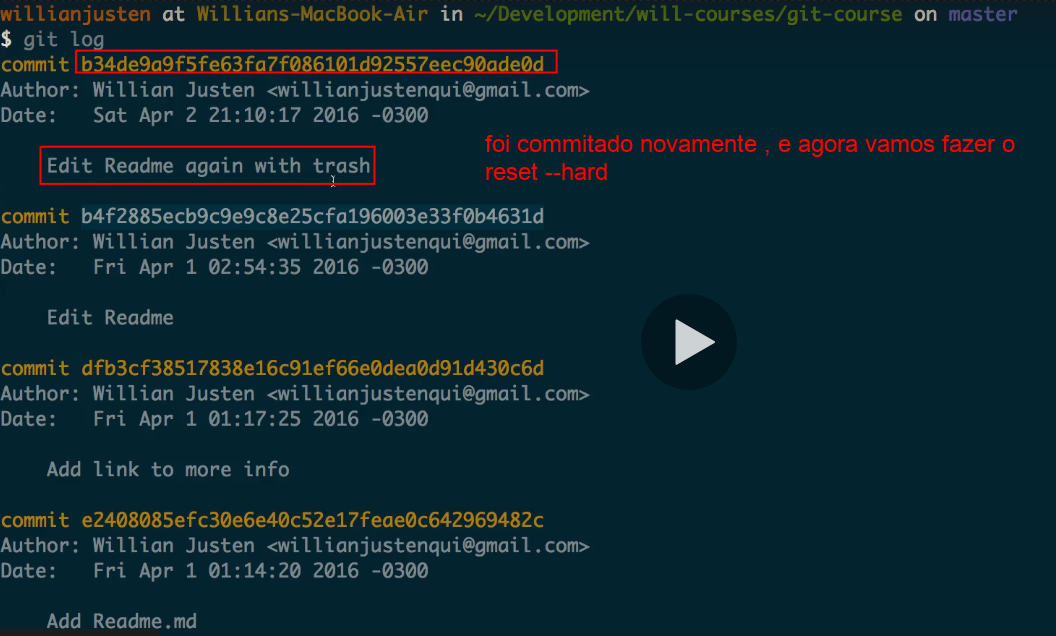 willianjusten at Willians-MacBook-Air in ~/Development/will-courses/git-course on master
$ git log
commit b34de9a9f5fe63fa7f086101d92557eec90ade0d
Author: Willian Justen <willianjustenqui@gmail.com>
Date:   Sat Apr 2 21:10:17 2016 -0300
foi commitado novamente , e agora vamos fazer o
reset --hard
Edit Readme again with trash
commit b4f2885ecb9c9e9c8e25cfa196003e33f0b4631d
Author: Willian Justen <willianjustenqui@gmail.com>
Date:   Fri Apr 1 02:54:35 2016 -0300
Edit Readme
commit dfb3cf38517838e16c91ef66e0dea0d91d430c6d
Author: Willian Justen <willianjustenqui@gmail.com>
Date:   Fri Apr 1 01:17:25 2016 -0300
Add link to more info
commit e2408085efc30e6e40c52e17feae0c642969482c
Author: Willian Justen <willianjustenqui@gmail.com>
Date:   Fri Apr 1 01:14:20 2016 -0300
Add Readme.md